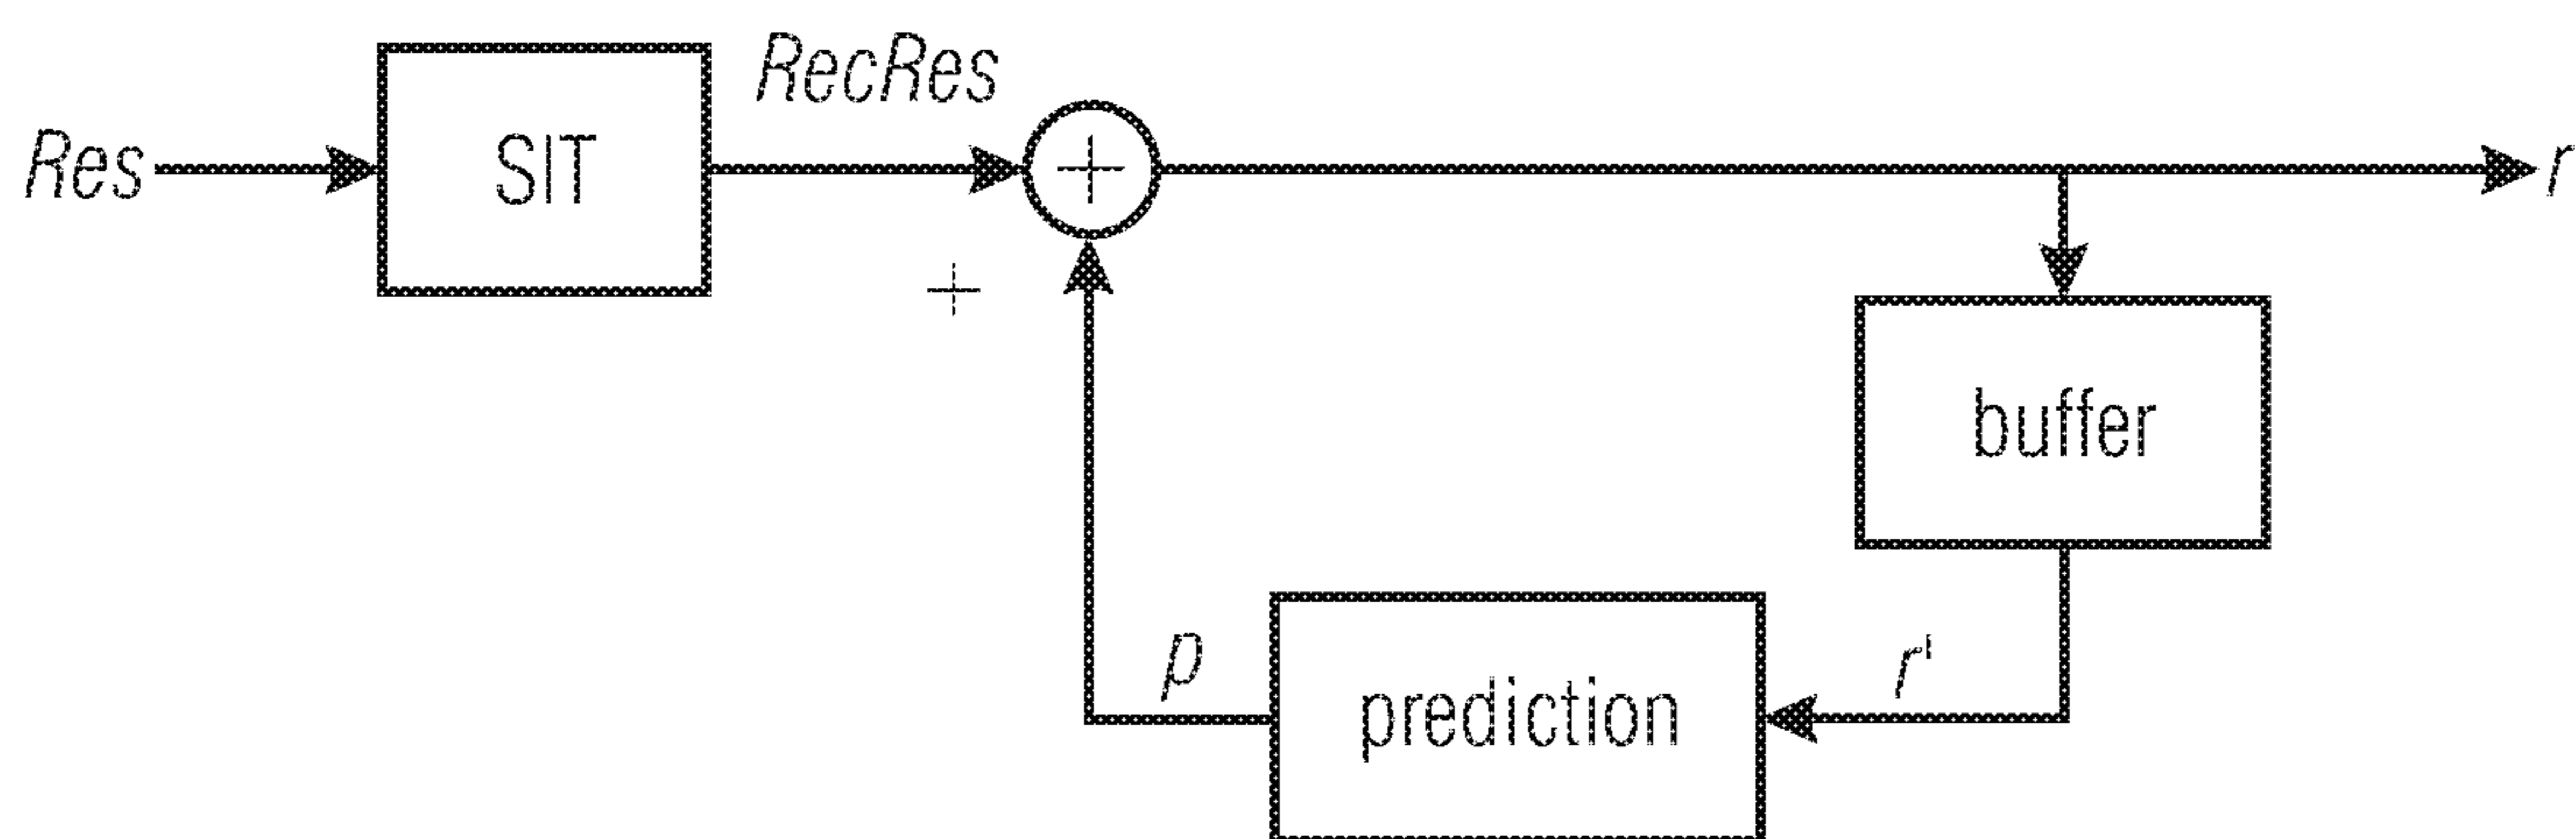 RecRes
Res
SIT
+
r
+
buffer
p
prediction
r'